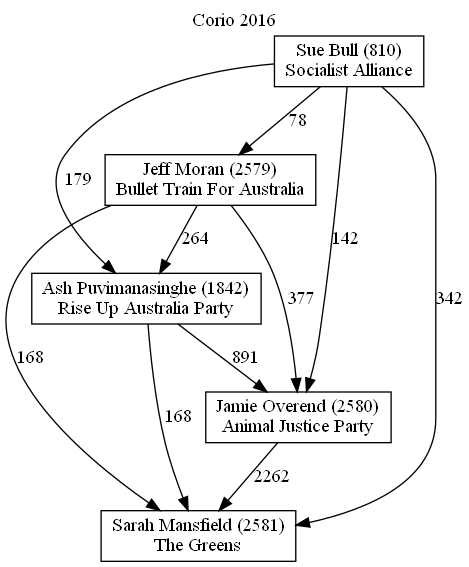 Corio 2016
Sue Bull (810)
Socialist Alliance
78
Jeff Moran (2579)
Bullet Train For Australia
179
264
142
Ash Puvimanasinghe (1842)
Rise Up Australia Party
377
342
168
891
Jamie Overend (2580)
Animal Justice Party
168
2262
Sarah Mansfield (2581)
The Greens